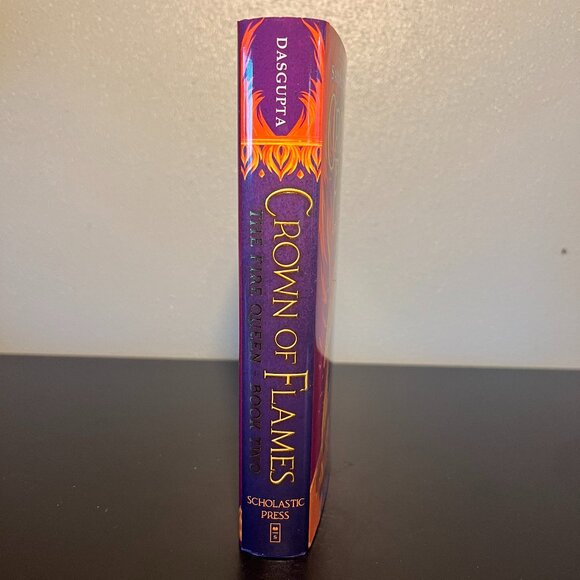 DASGUPTA
CROWN OF FLAMES
THE FIRE QUEEN - BOOK TWO
SCHOLASTIC
PRESS